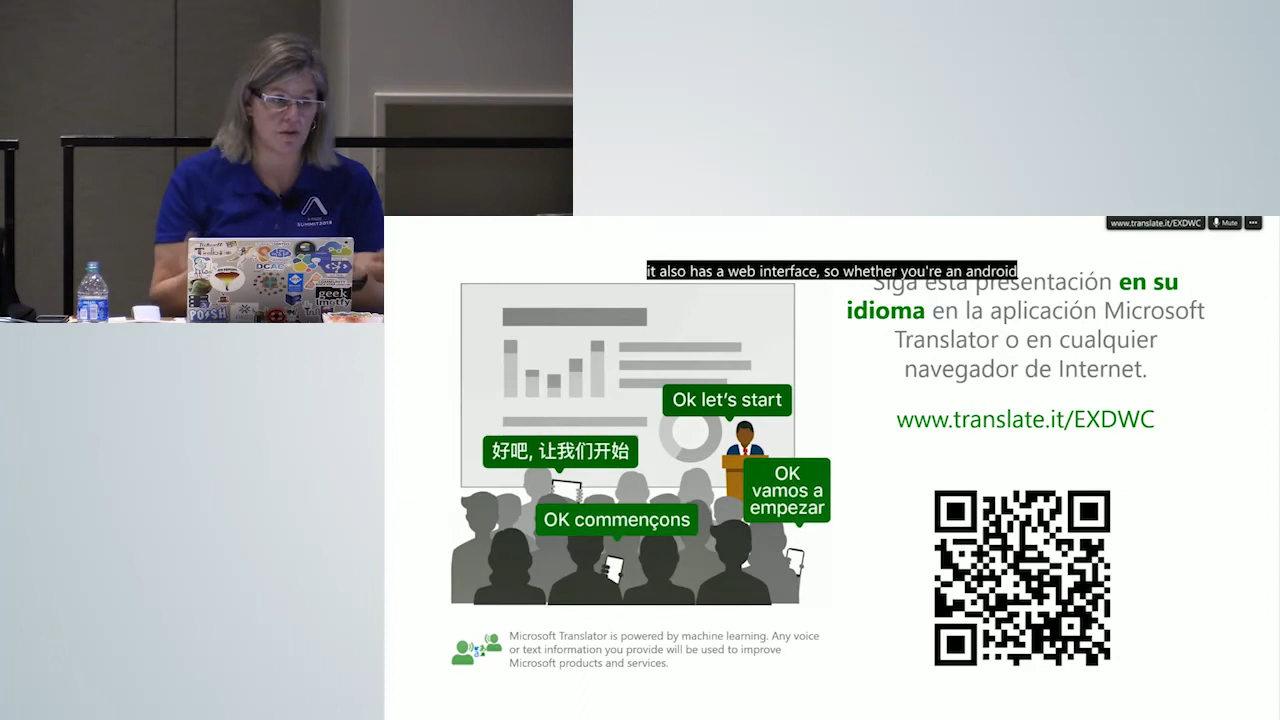 SUMMIT2018
DCAC
geek
POSH
www.translate.it/EXDWC
Mute
it also has a web interface, so whether you're an android
Siga esta presentación en su
idioma en la aplicación Microsoft
Translator o en cualquier
navegador de Internet.
www.translate.it/EXDWC
Ok let's start
好吧, 让我们开始
OK
vamos a
empezar
OK commençons
Microsoft Translator is powered by machine learning. Any voice
or text information you provide will be used to improve
Microsoft products and services.